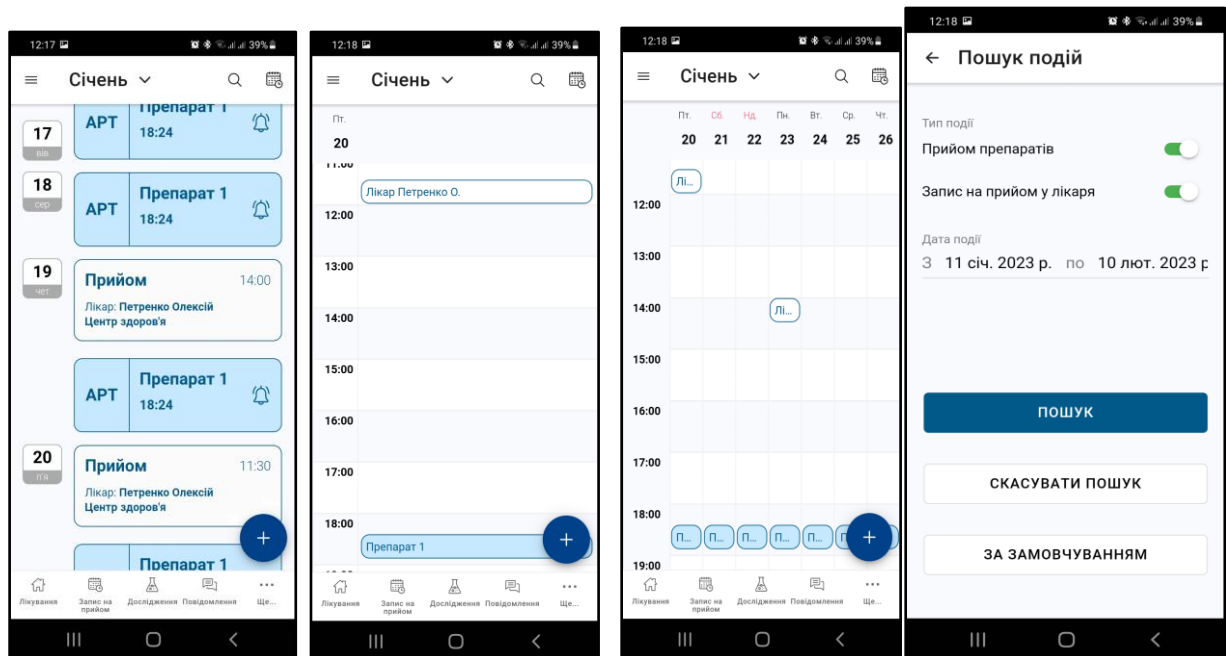 12:17
39%
Січень
Препарат 1
17
вів
АРТ
18:24
18
сер
АРТ
Препарат 1
18:24
19
чет
Прийом
14:00
Лікар: Петренко Олексій
Центр здоров'я
АРТ
Препарат 1
18:24
20
п'я
Прийом
11:30
Лікар: Петренко Олексій
Центр здоров'я
Препарат 1
+
Лікування
Запис на прийом
Дослідження
Повідомлення
Ще...
12:18
39%
Січень
Пт.
20
11:00
Лікар Петренко О.
12:00
13:00
14:00
15:00
16:00
17:00
18:00
Препарат 1
+
Лікування
Запис на прийом
Дослідження
Повідомлення
Ще...
12:18
39%
Січень
Пт. Сб. Нд. Пн. Вт. Ср. Чт.
20 21 22 23 24 25 26
Лі...
12:00
13:00
14:00
Лі...
15:00
16:00
17:00
18:00
П... П... П... П... П... П...
+
19:00
Лікування
Запис на прийом
Дослідження
Повідомлення
Ще...
12:18
39%
Пошук подій
Тип події
Прийом препаратів
Запис на прийом у лікаря
Дата події
З 11 січ. 2023 р. по 10 лют. 2023 р
ПОШУК
СКАСУВАТИ ПОШУК
ЗА ЗАМОВЧУВАННЯМ